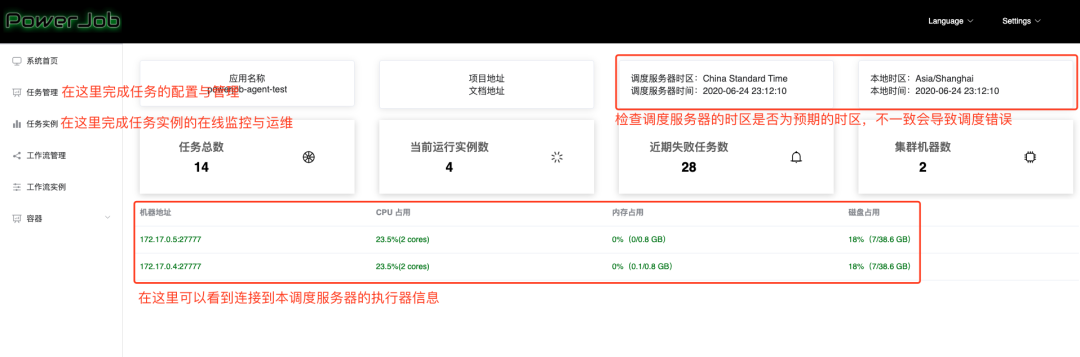 PowerJob
Language
Settings
系统首页
任务管理
在这里完成任务的配置与管理
任务实例
在这里完成任务实例的在线监控与运维
工作流管理
工作流实例
容器
应用名称
powerjob-agent-test
项目地址
文档地址
调度服务器时区：China Standard Time
调度服务器时间：2020-06-24 23:12:10
本地时区：Asia/Shanghai
本地时间：2020-06-24 23:12:10
检查调度服务器的时区是否为预期的时区，不一致会导致调度错误
任务总数
14
当前运行实例数
4
近期失败任务数
28
集群机器数
2
机器地址 CPU 占用 内存占用 磁盘占用
172.17.0.5:27777 23.5%(2 cores) 0%（0/0.8 GB） 18%（7/38.6 GB）
172.17.0.4:27777 23.5%(2 cores) 0%（0.1/0.8 GB） 18%（7/38.6 GB）
在这里可以看到连接到本调度服务器的执行器信息